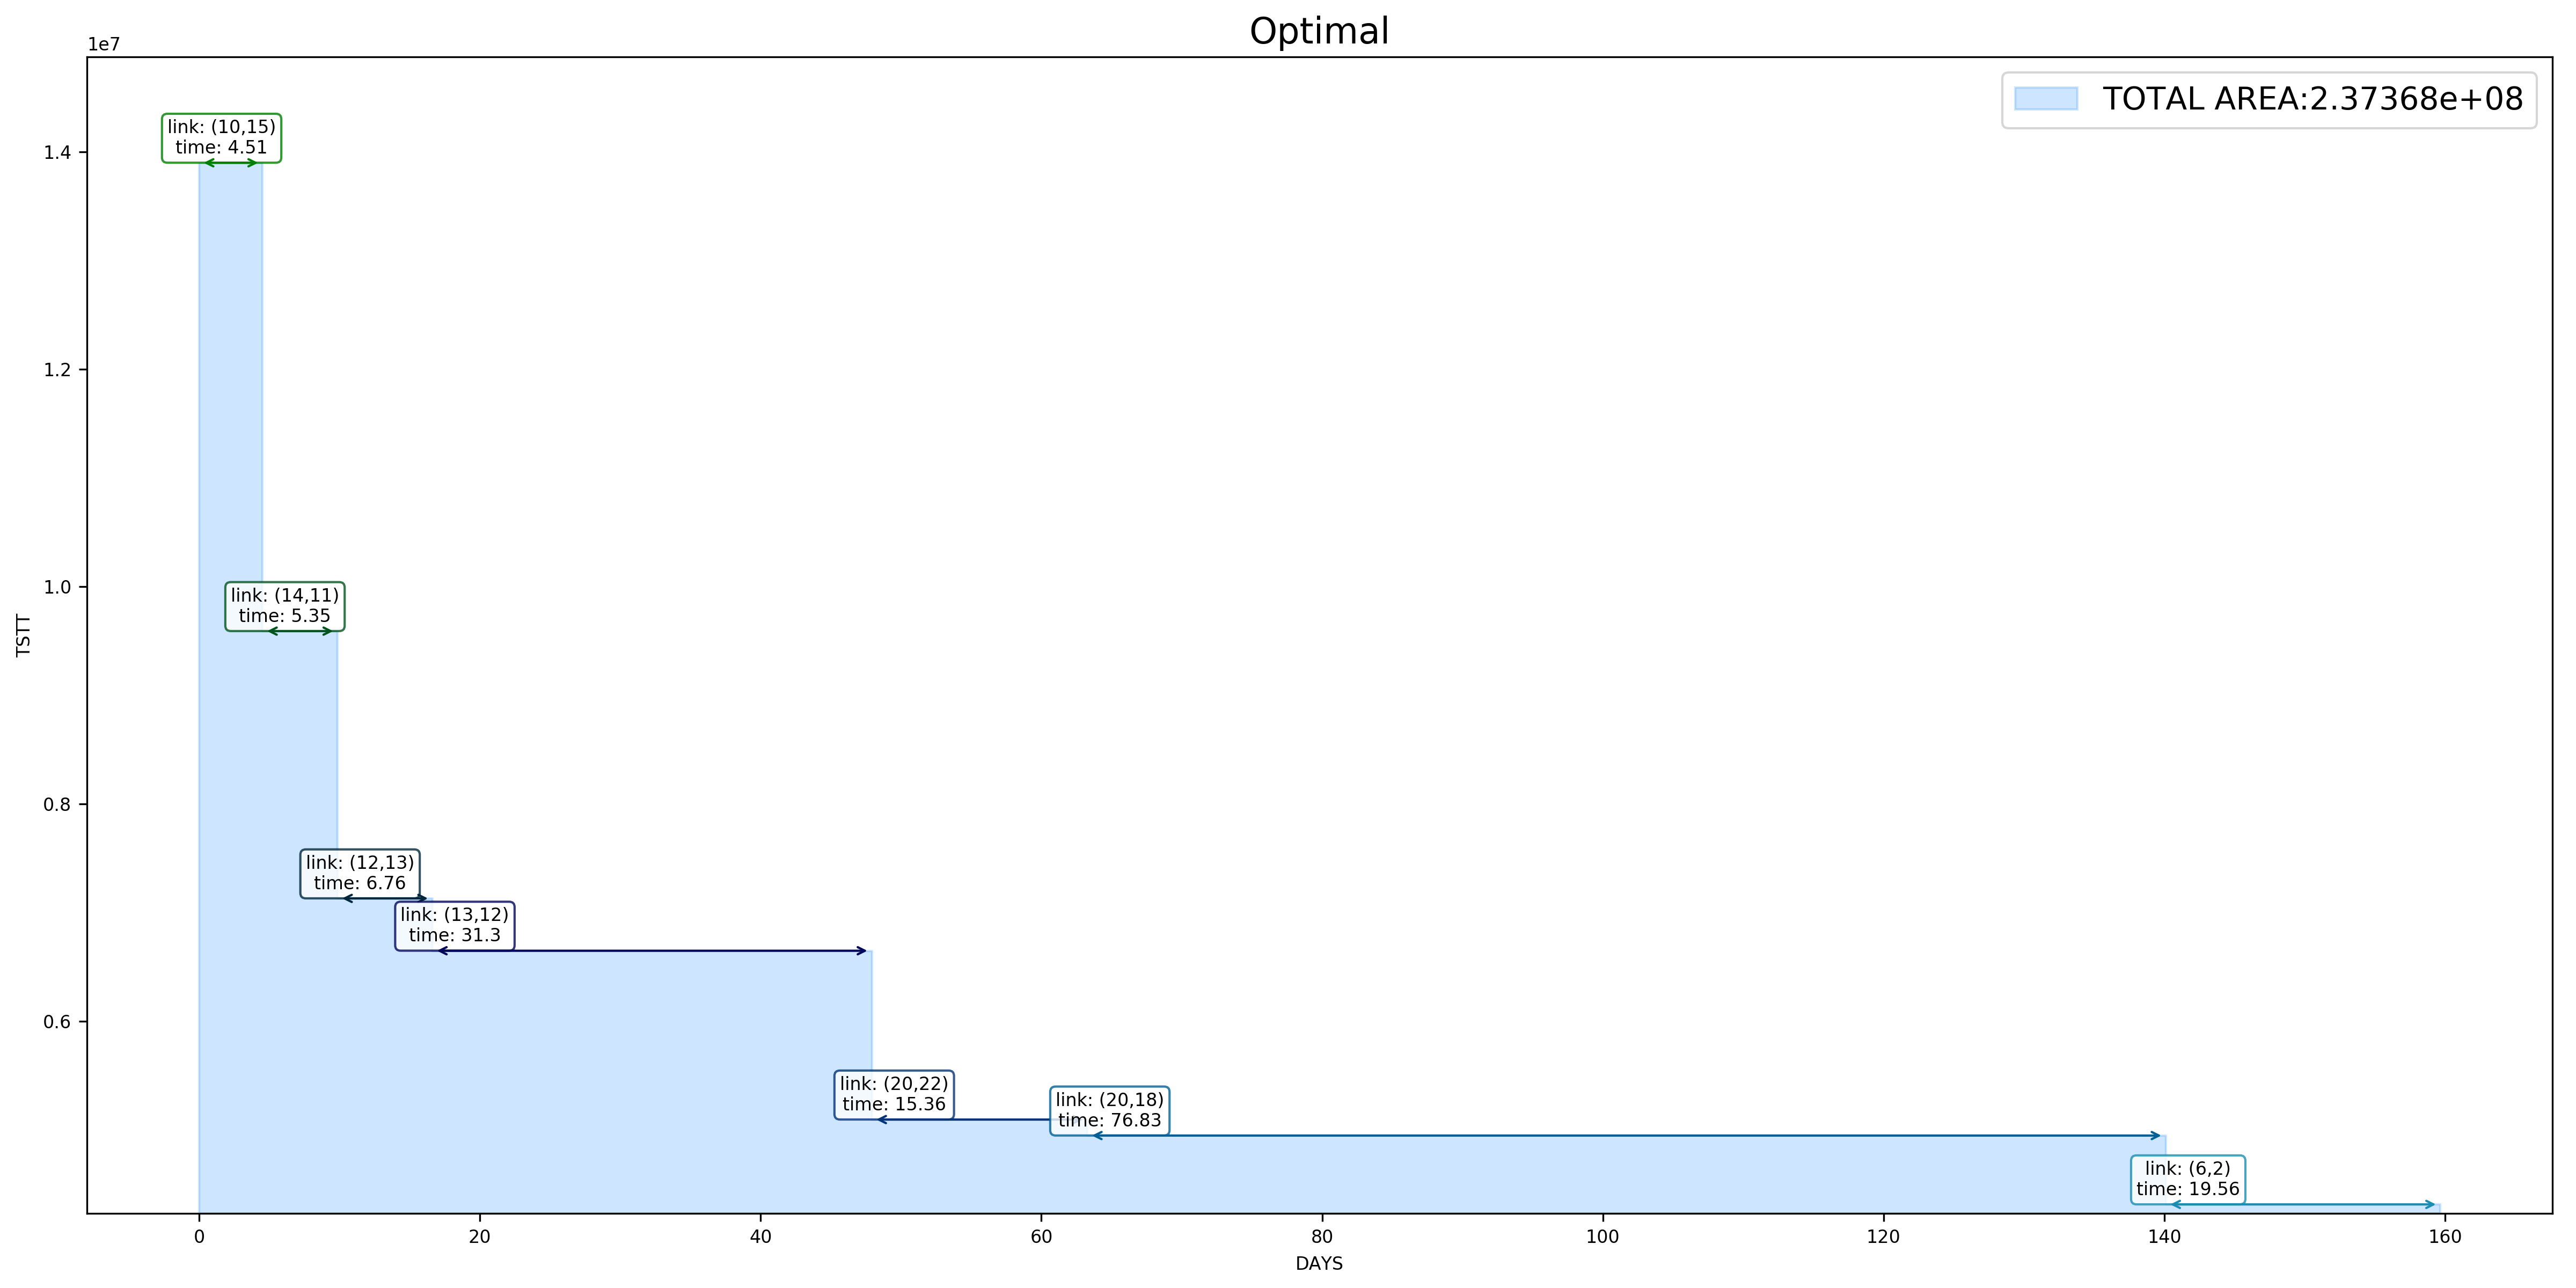 Optimal
1e7
TOTAL AREA:2.37368e+08
link: (10,15)
time: 4.51
1.4
1.2
1.0
link: (14,11)
time: 5.35
TSTT
0.8
link: (12,13)
time: 6.76
link: (13,12)
time: 31.3
0.6
link: (20,22)
time: 15.36
link: (20,18)
time: 76.83
link: (6,2)
time: 19.56
0 20 40 60 80 100 120 140 160
DAYS